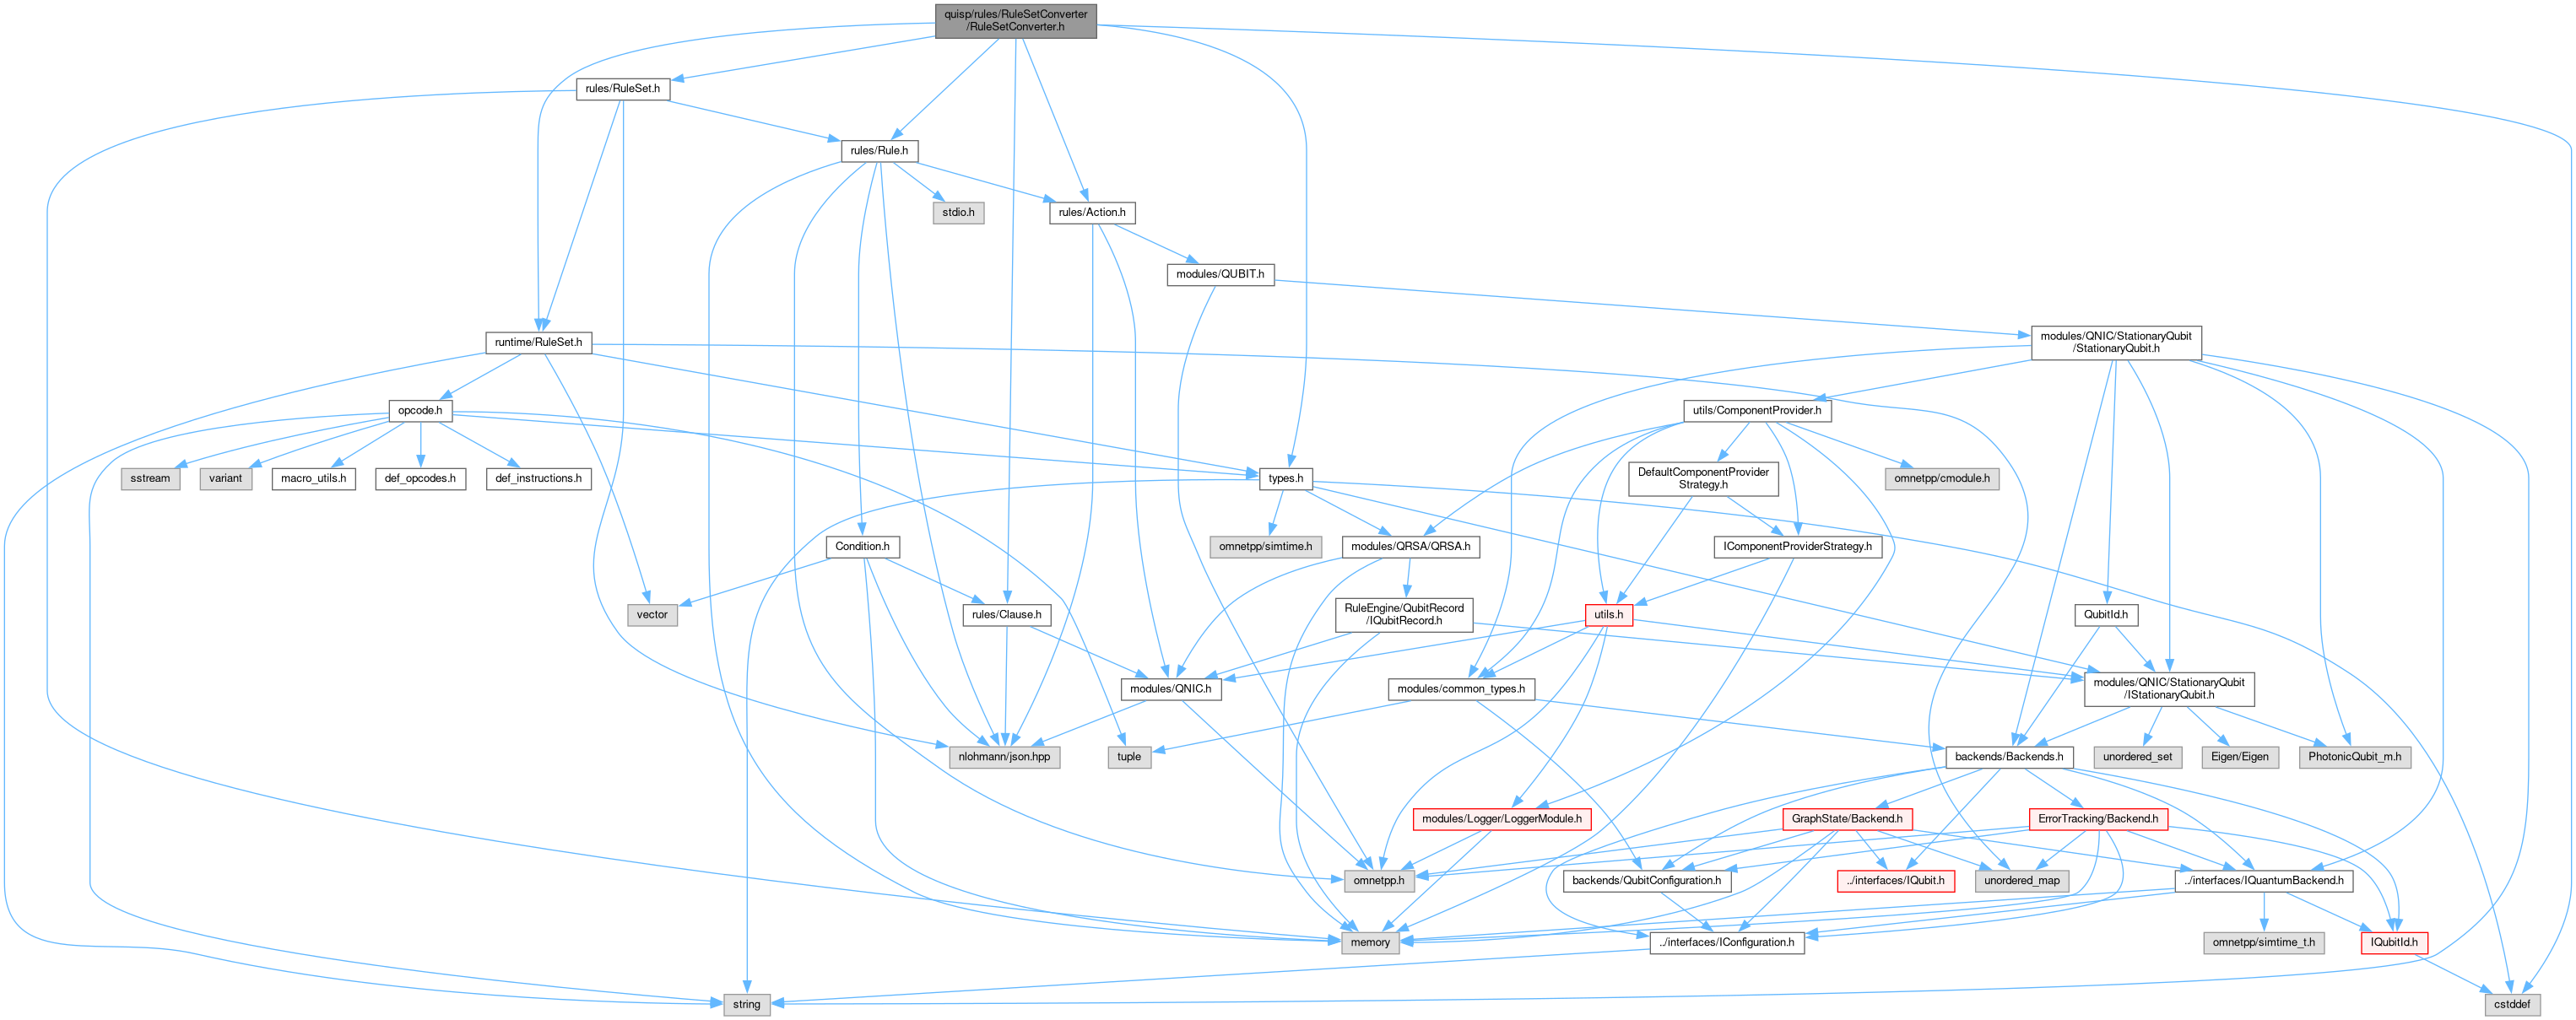 quisp/rules/RuleSetConverter
/RuleSetConverter.h
rules/RuleSet.h
rules/Rule.h
stdio.h
rules/Action.h
modules/QUBIT.h
runtime/RuleSet.h
modules/QNIC/StationaryQubit
/StationaryQubit.h
opcode.h
utils/ComponentProvider.h
sstream
variant
macro_utils.h
def_opcodes.h
def_instructions.h
types.h
DefaultComponentProvider
Strategy.h
omnetpp/cmodule.h
Condition.h
omnetpp/simtime.h
modules/QRSA/QRSA.h
IComponentProviderStrategy.h
vector
rules/Clause.h
RuleEngine/QubitRecord
/IQubitRecord.h
utils.h
QubitId.h
modules/QNIC.h
modules/common_types.h
modules/QNIC/StationaryQubit
/IStationaryQubit.h
nlohmann/json.hpp
tuple
backends/Backends.h
unordered_set
Eigen/Eigen
PhotonicQubit_m.h
modules/Logger/LoggerModule.h
GraphState/Backend.h
ErrorTracking/Backend.h
omnetpp.h
backends/QubitConfiguration.h
../interfaces/IQubit.h
unordered_map
../interfaces/IQuantumBackend.h
memory
../interfaces/IConfiguration.h
omnetpp/simtime_t.h
IQubitId.h
string
cstddef